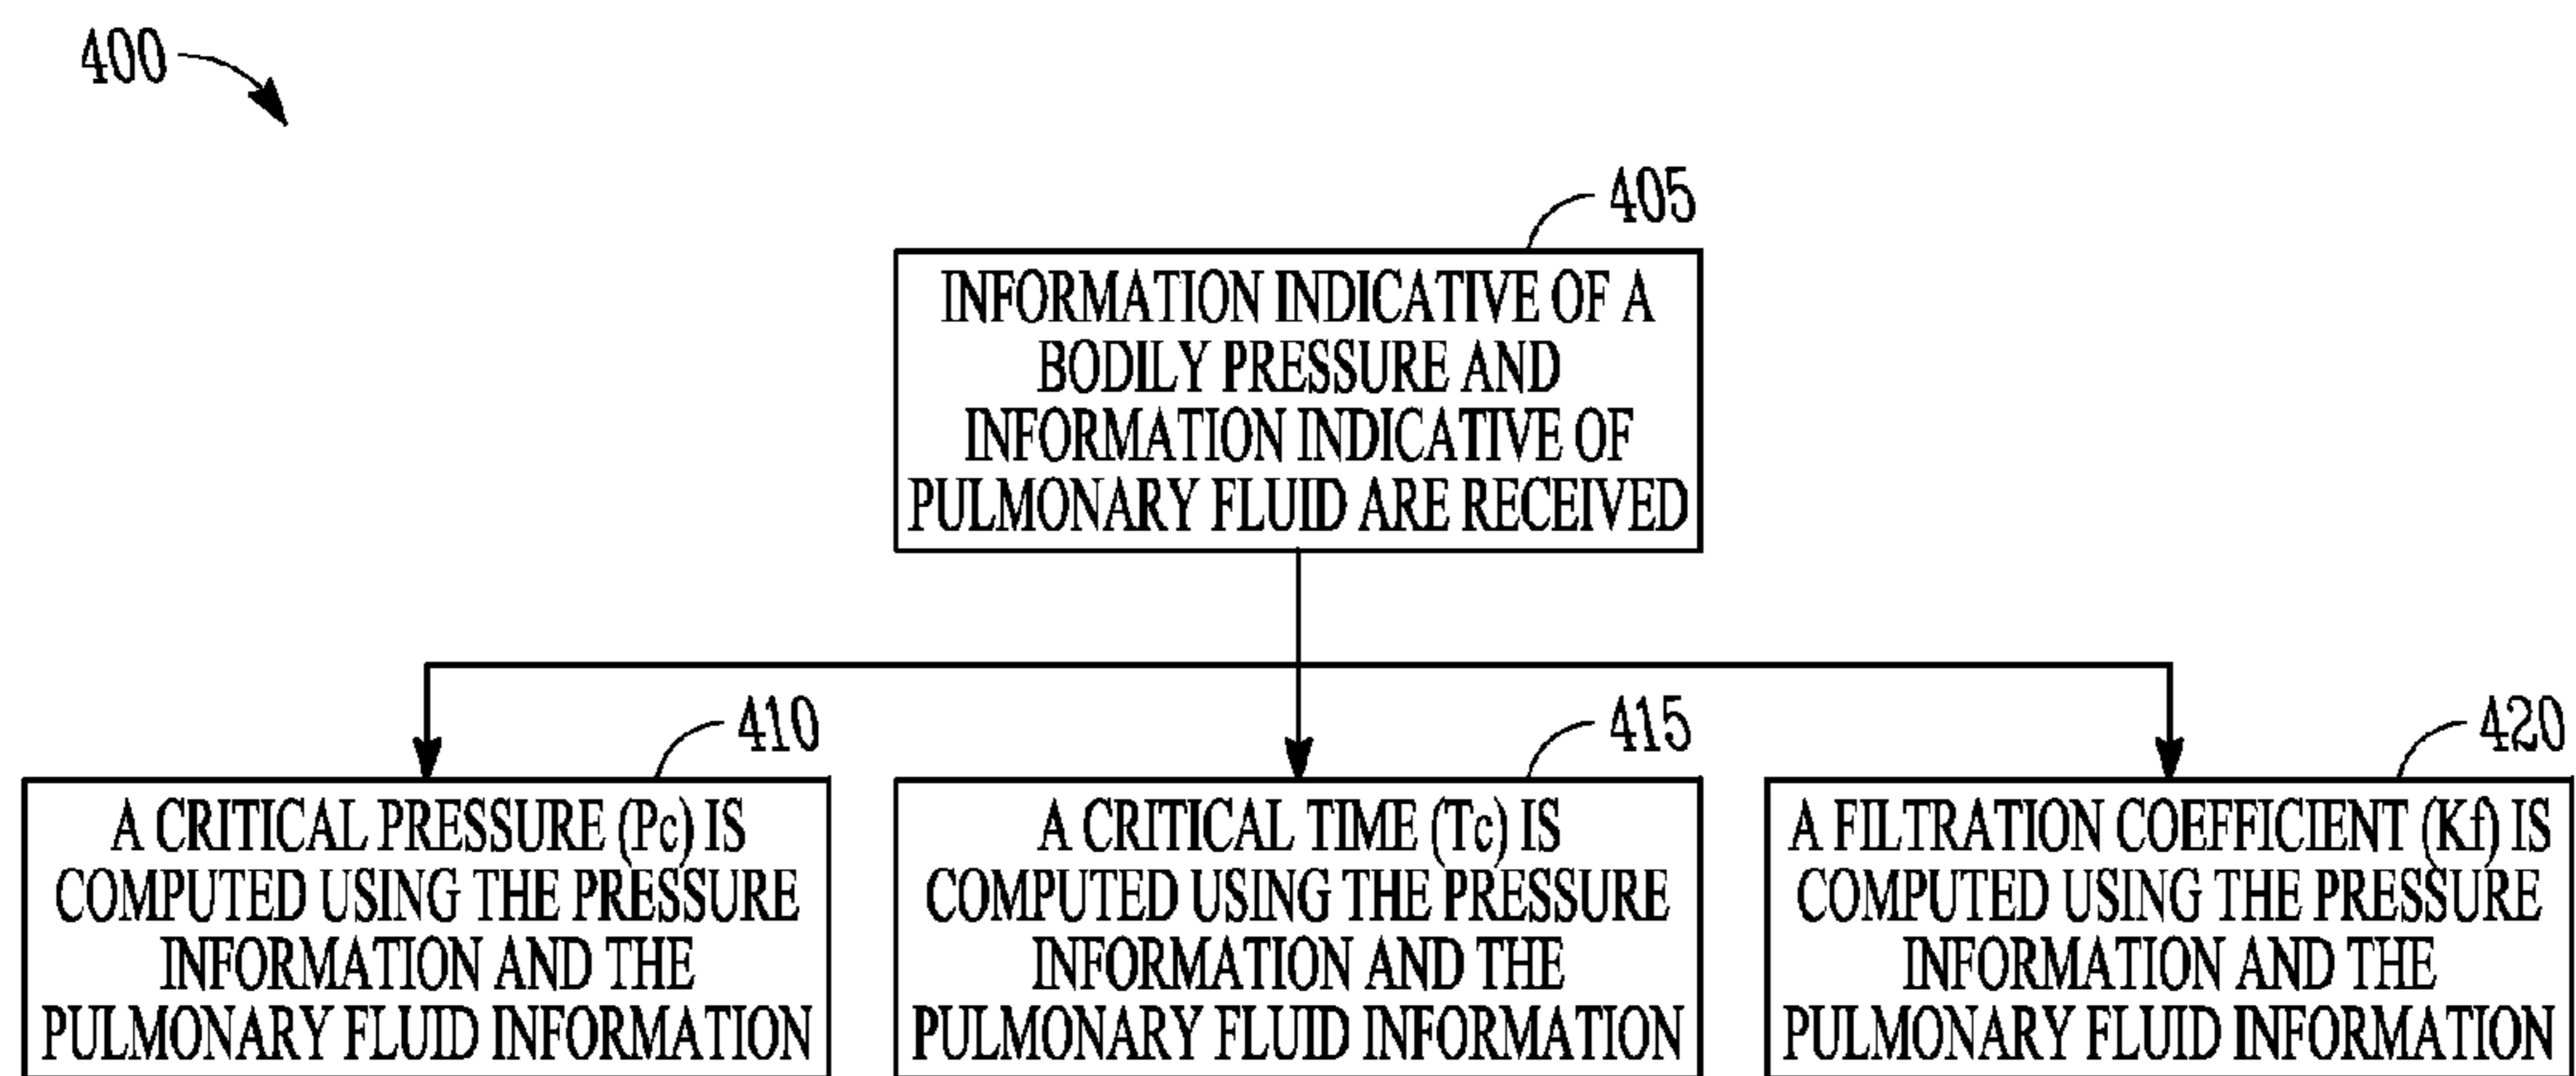 400
405
INFORMATION INDICATIVE OF A
BODILY PRESSURE AND
INFORMATION INDICATIVE OF
PULMONARY FLUID ARE RECEIVED
410
A CRITICAL PRESSURE (Pc) IS
COMPUTED USING THE PRESSURE
INFORMATION AND THE
PULMONARY FLUID INFORMATION
415
A CRITICAL TIME (Tc) IS
COMPUTED USING THE PRESSURE
INFORMATION AND THE
PULMONARY FLUID INFORMATION
420
A FILTRATION COEFFICIENT (Kf) IS
COMPUTED USING THE PRESSURE
INFORMATION AND THE
PULMONARY FLUID INFORMATION